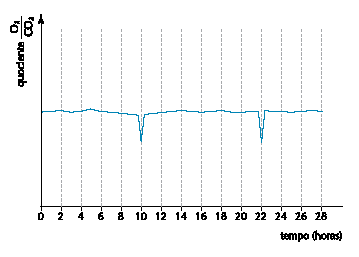 quociente O₂/CO₂
0 2 4 6 8 10 12 14 16 18 20 22 24 26 28
tempo (horas)